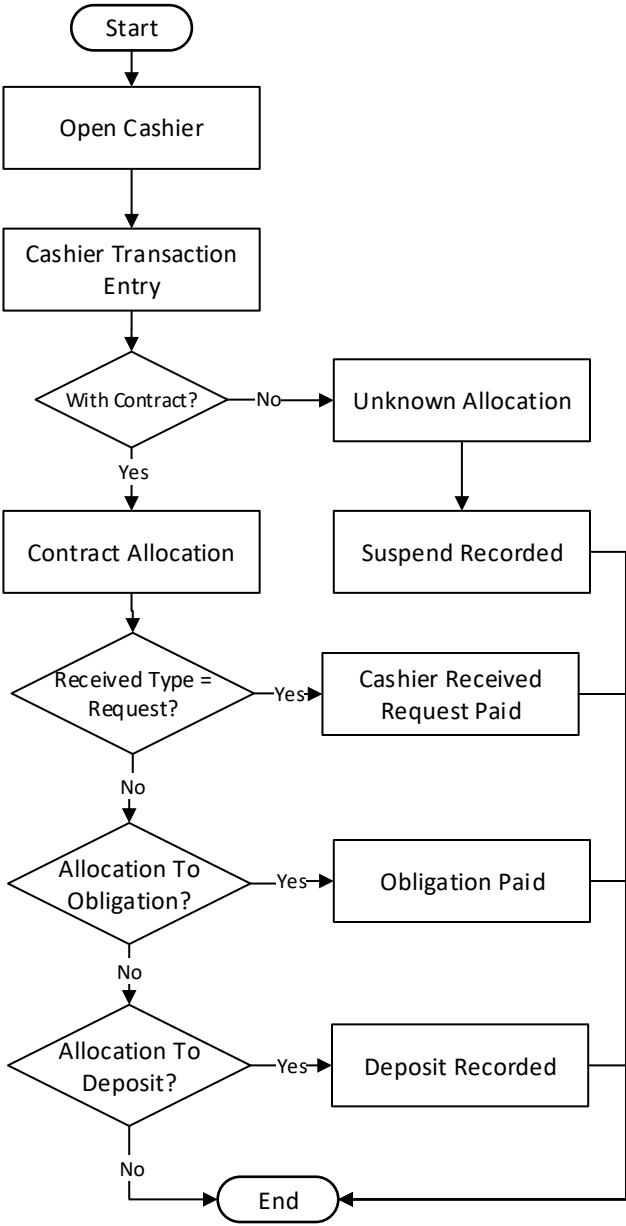 Start
Open Cashier
Cashier Transaction
Entry
With Contract?
No
Unknown Allocation
Yes
Contract Allocation
Suspend Recorded
Received Type =
Request?
Yes
Cashier Received
Request Paid
No
Allocation To
Obligation?
Yes
Obligation Paid
No
Allocation To
Deposit?
Yes
Deposit Recorded
No
End